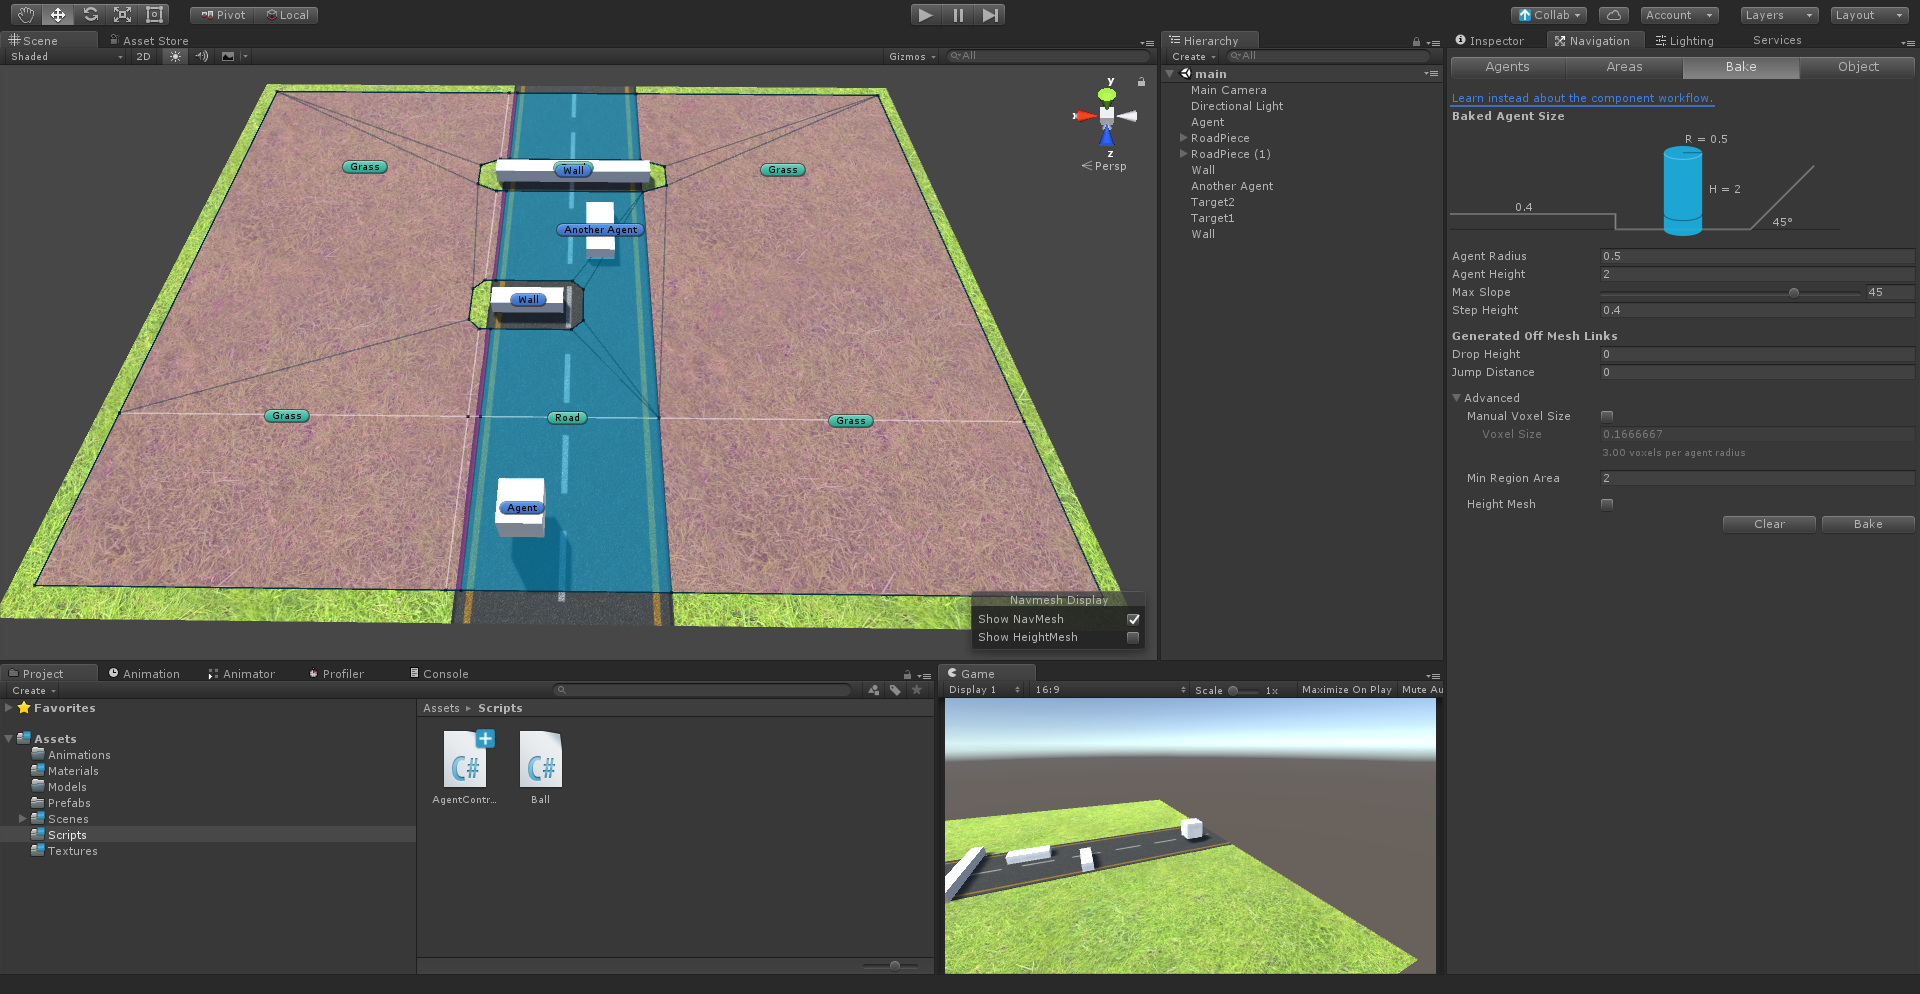 Pivot Local
Collab Account Layers Layout
Scene Asset Store
Shaded 2D Gizmos All
y
x
z
Persp
Grass
Wall
Grass
Another Agent
Wall
Grass
Road
Grass
Agent
Navmesh Display
Show NavMesh
Show HeightMesh
Hierarchy
Create All
main
Main Camera
Directional Light
Agent
RoadPiece
RoadPiece (1)
Wall
Another Agent
Target2
Target1
Wall
Inspector Navigation Lighting Services
Agents Areas Bake Object
Learn instead about the component workflow.
Baked Agent Size
R = 0.5
H = 2
0.4
45°
Agent Radius 0.5
Agent Height 2
Max Slope 45
Step Height 0.4
Generated Off Mesh Links
Drop Height 0
Jump Distance 0
Advanced
Manual Voxel Size
Voxel Size 0.1666667
3.00 voxels per agent radius
Min Region Area 2
Height Mesh
Clear Bake
Project Animation Animator Profiler Console
Create
Favorites
Assets
Animations
Materials
Models
Prefabs
Scenes
Scripts
Textures
Assets ▸ Scripts
C# C#
AgentContr... Ball
Game
Display 1 16:9 Scale 1x Maximize On Play Mute Au